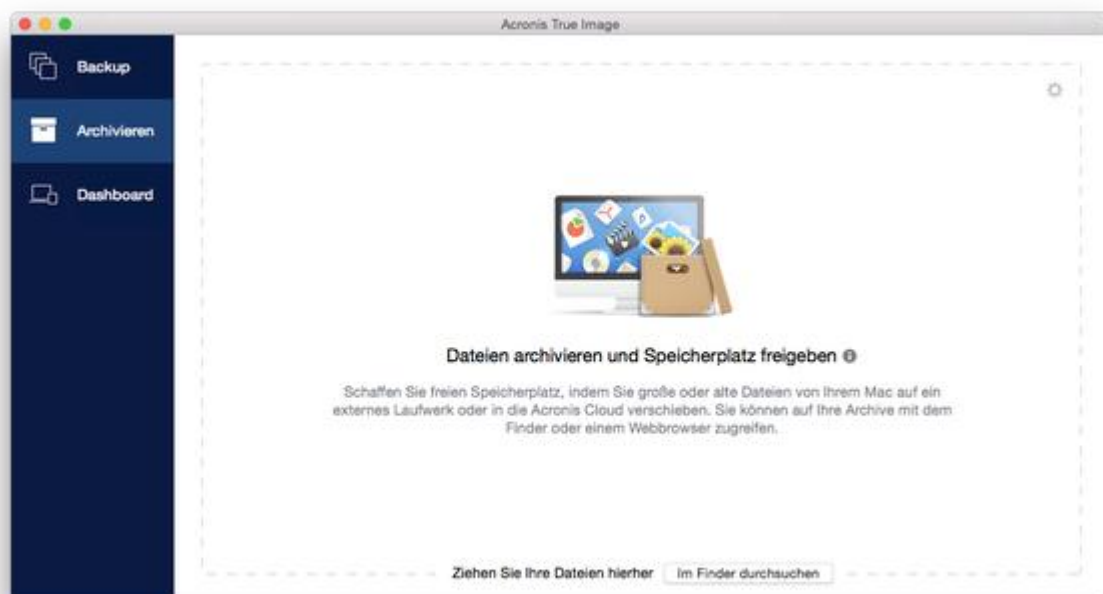 Acronis True Image
Backup
Archivieren
Dashboard
Dateien archivieren und Speicherplatz freigeben
Schaffen Sie freien Speicherplatz, indem Sie große oder alte Dateien von Ihrem Mac auf ein
externes Laufwerk oder in die Acronis Cloud verschieben. Sie können auf Ihre Archive mit dem
Finder oder einem Webbrowser zugreifen.
Ziehen Sie Ihre Dateien hierher
Im Finder durchsuchen